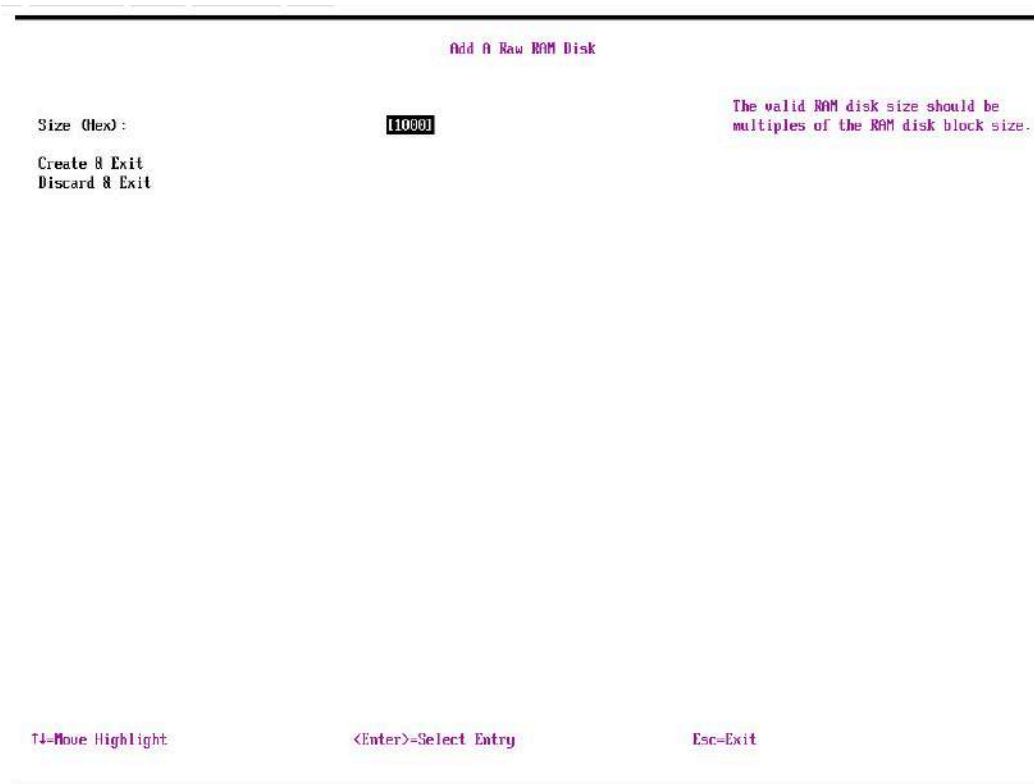 Add A Raw RAM Disk
Size (Hex):
[1000]
The valid RAM disk size should be
multiples of the RAM disk block size.
Create & Exit
Discard & Exit
↑↓=Move Highlight
<Enter>=Select Entry
Esc=Exit